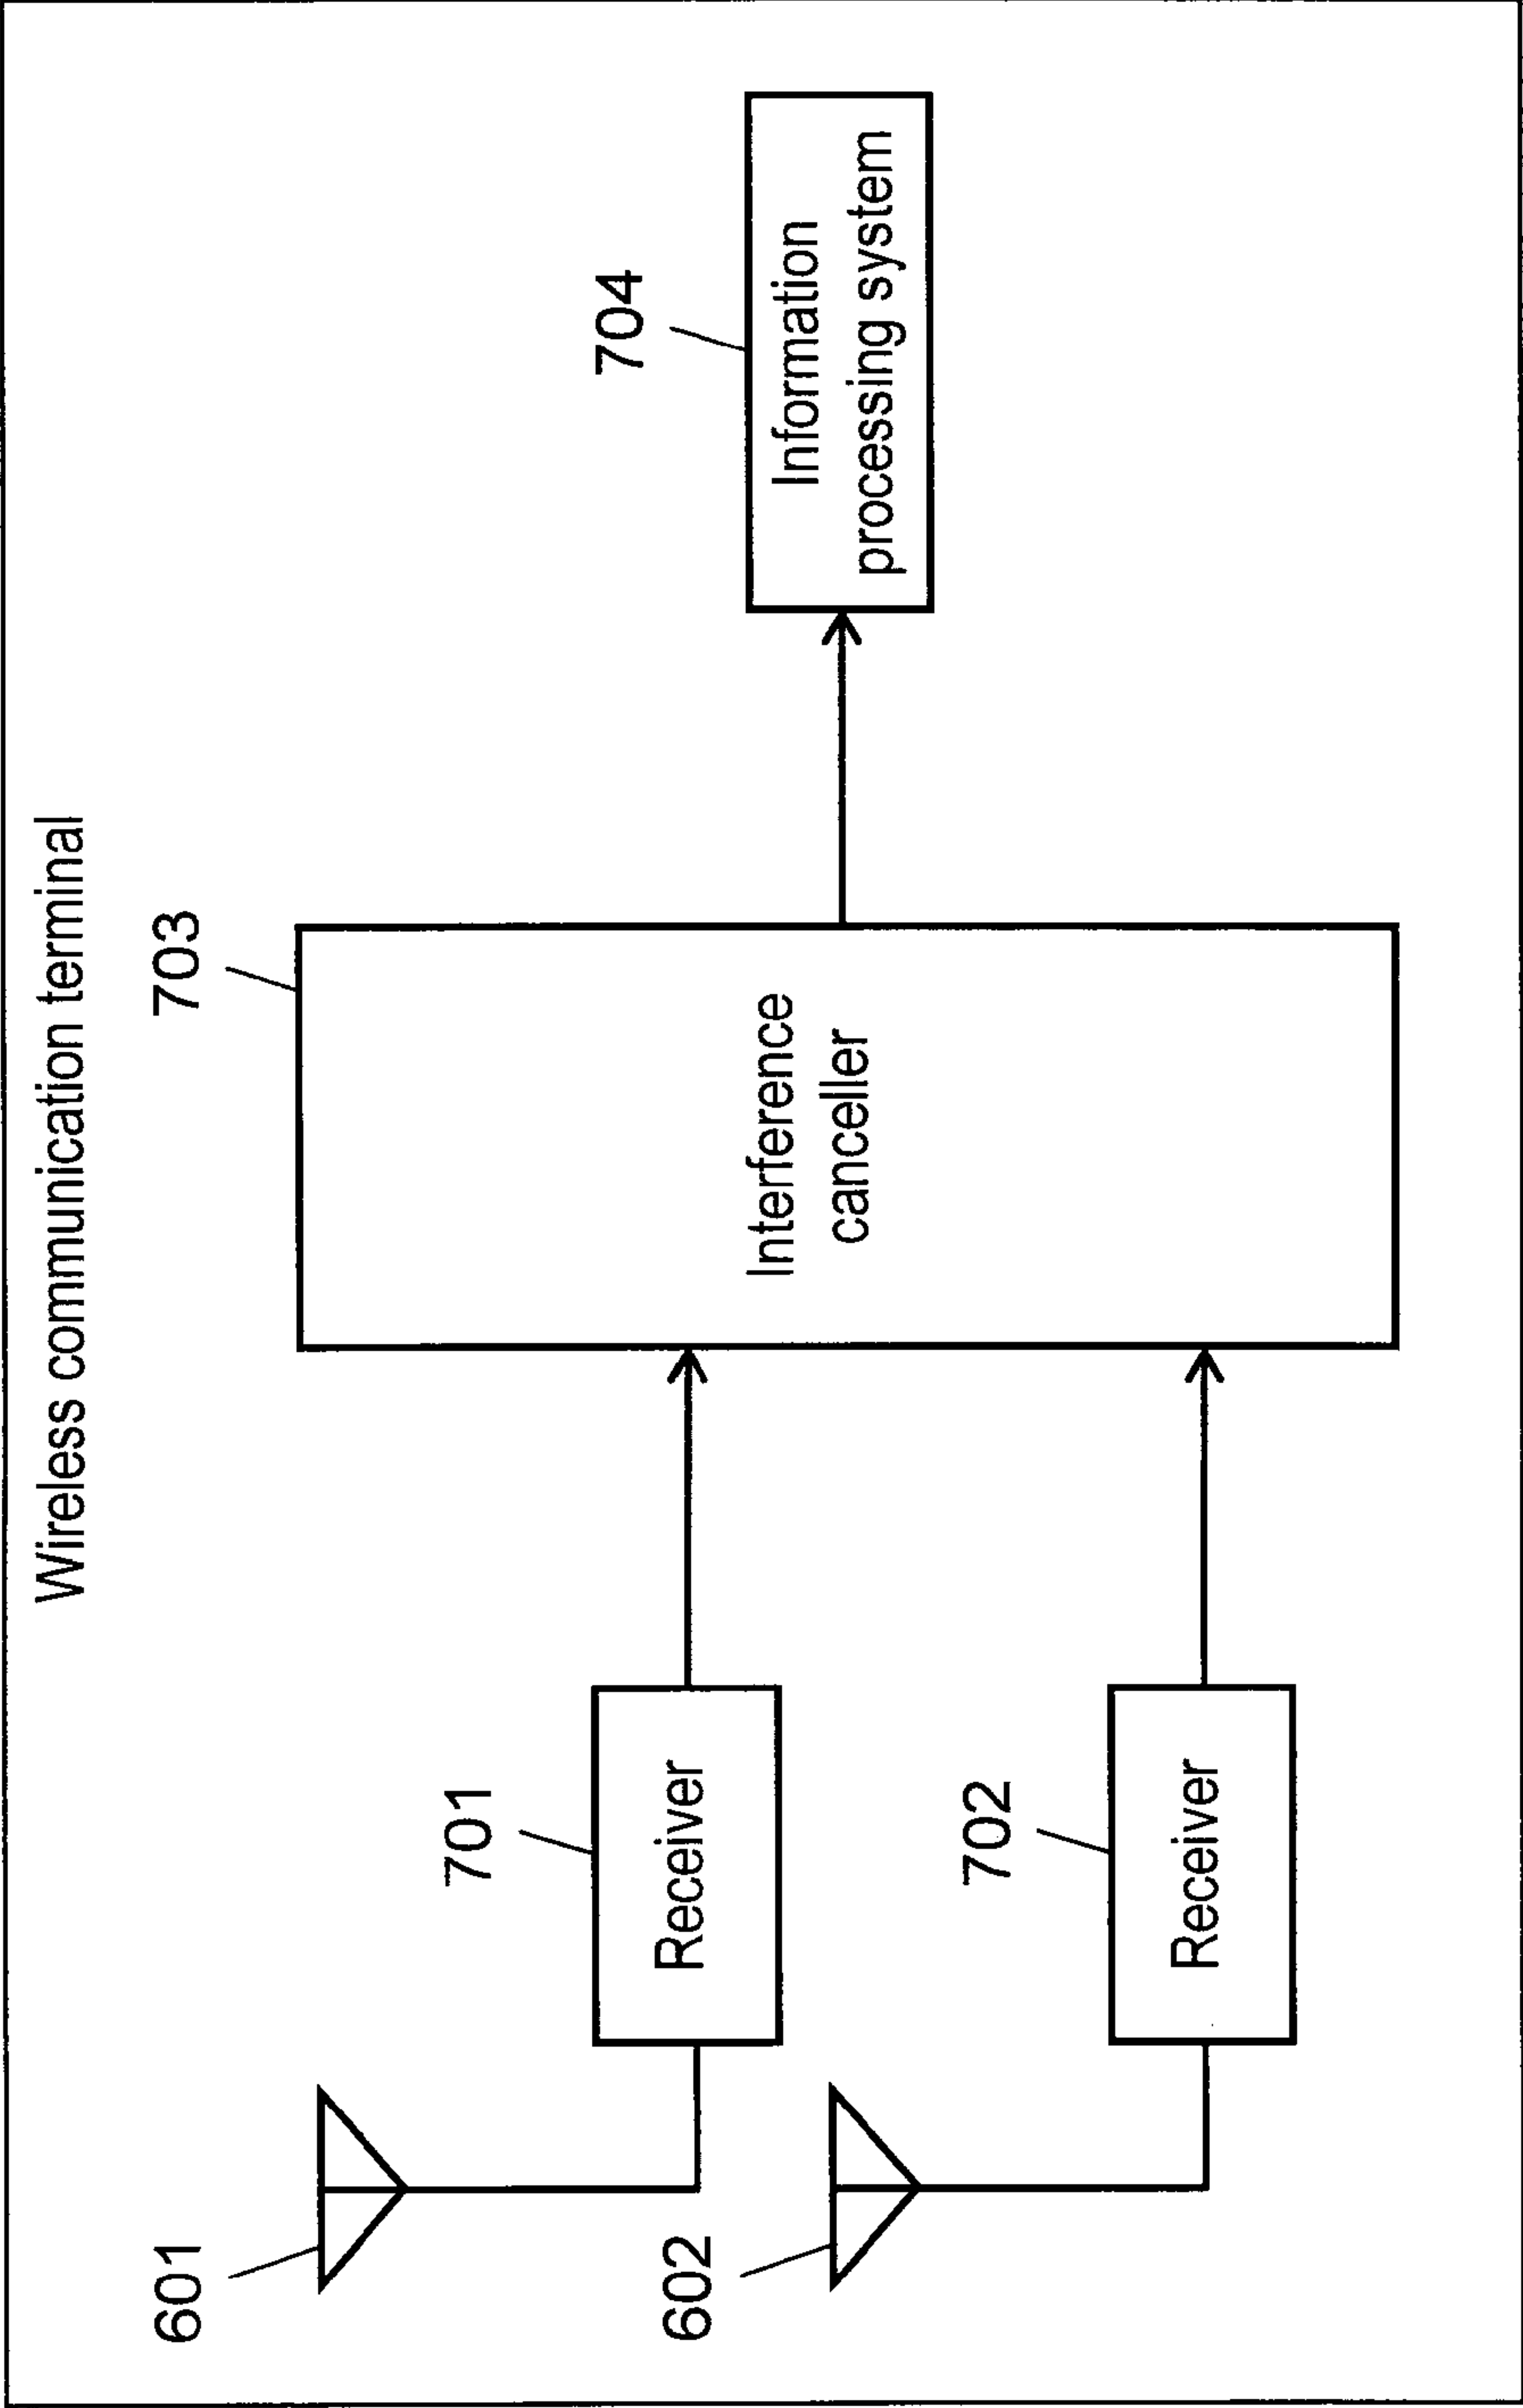 Wireless communication terminal
601
701
Receiver
602
702
Receiver
703
Interference
canceller
704
Information
processing system